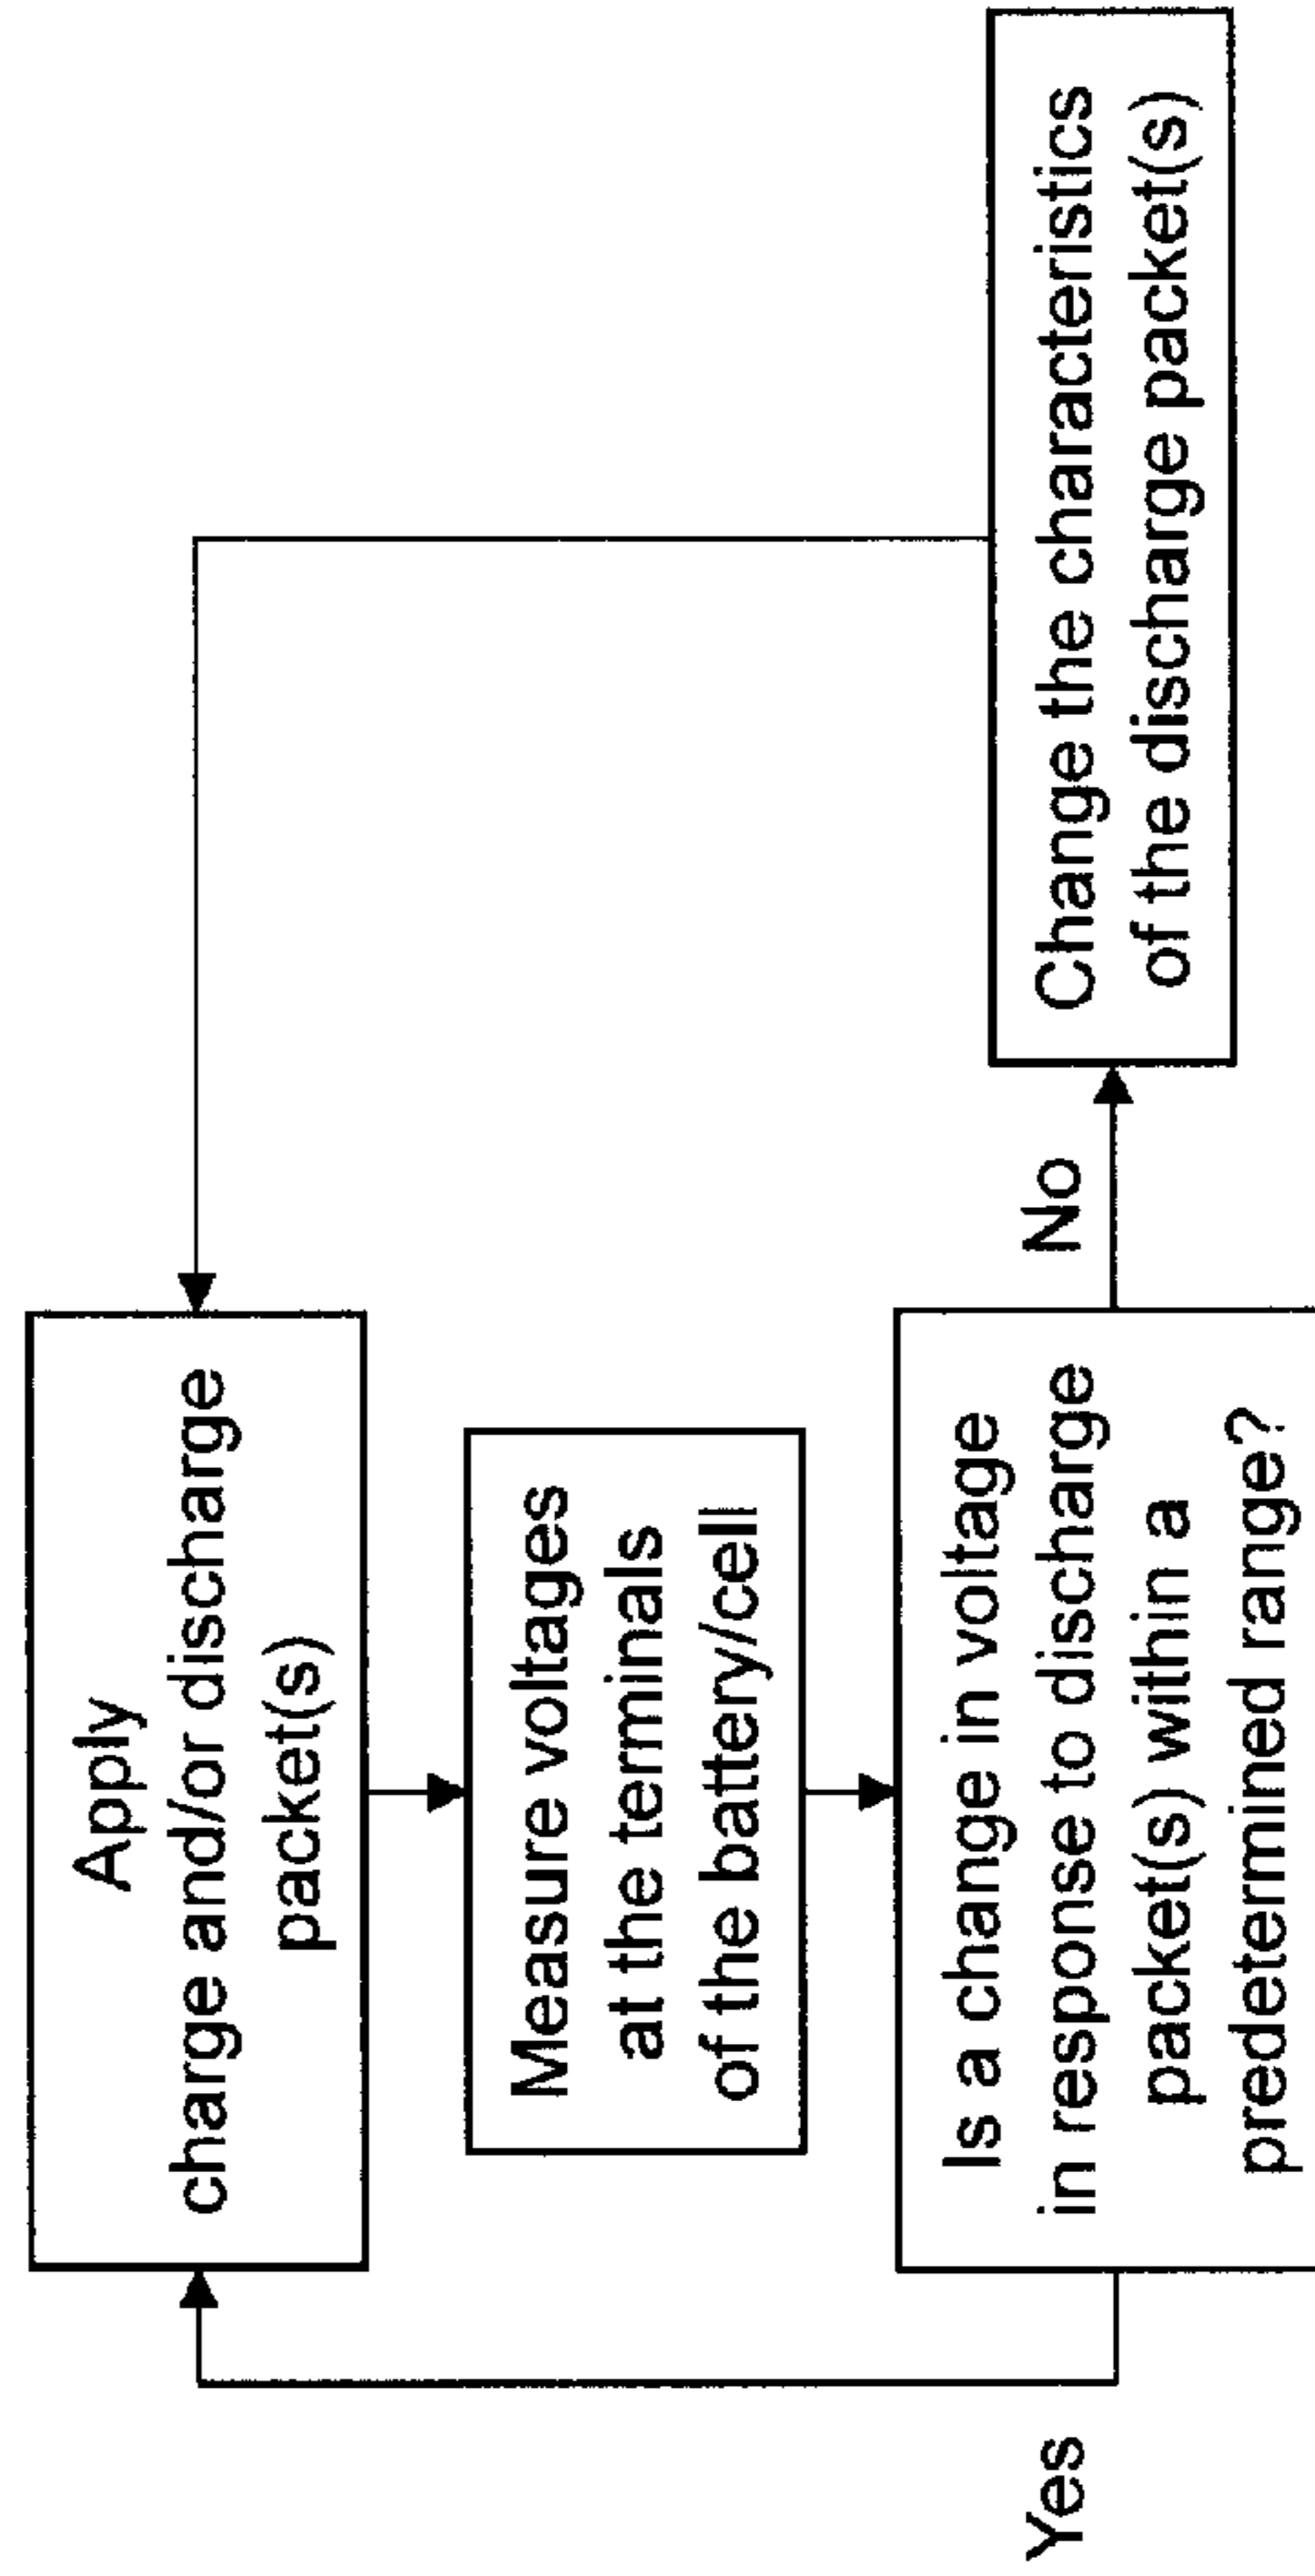 Apply
charge and/or discharge
packet(s)
Measure voltages
at the terminals
of the battery/cell
Is a change in voltage
in response to discharge
packet(s) within a
predetermined range?
Yes
No
Change the characteristics
of the discharge packet(s)